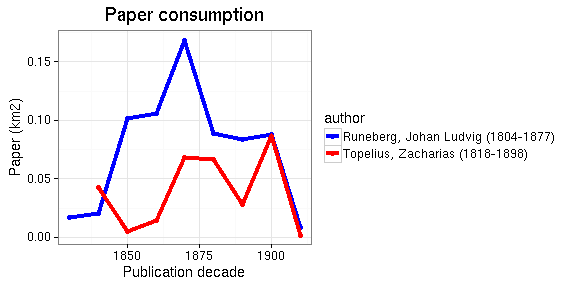 Paper consumption
Paper (km2)
0.15
0.10
0.05
0.00
1850 1875 1900
Publication decade
author
Runeberg, Johan Ludvig (1804-1877)
Topelius, Zacharias (1818-1898)